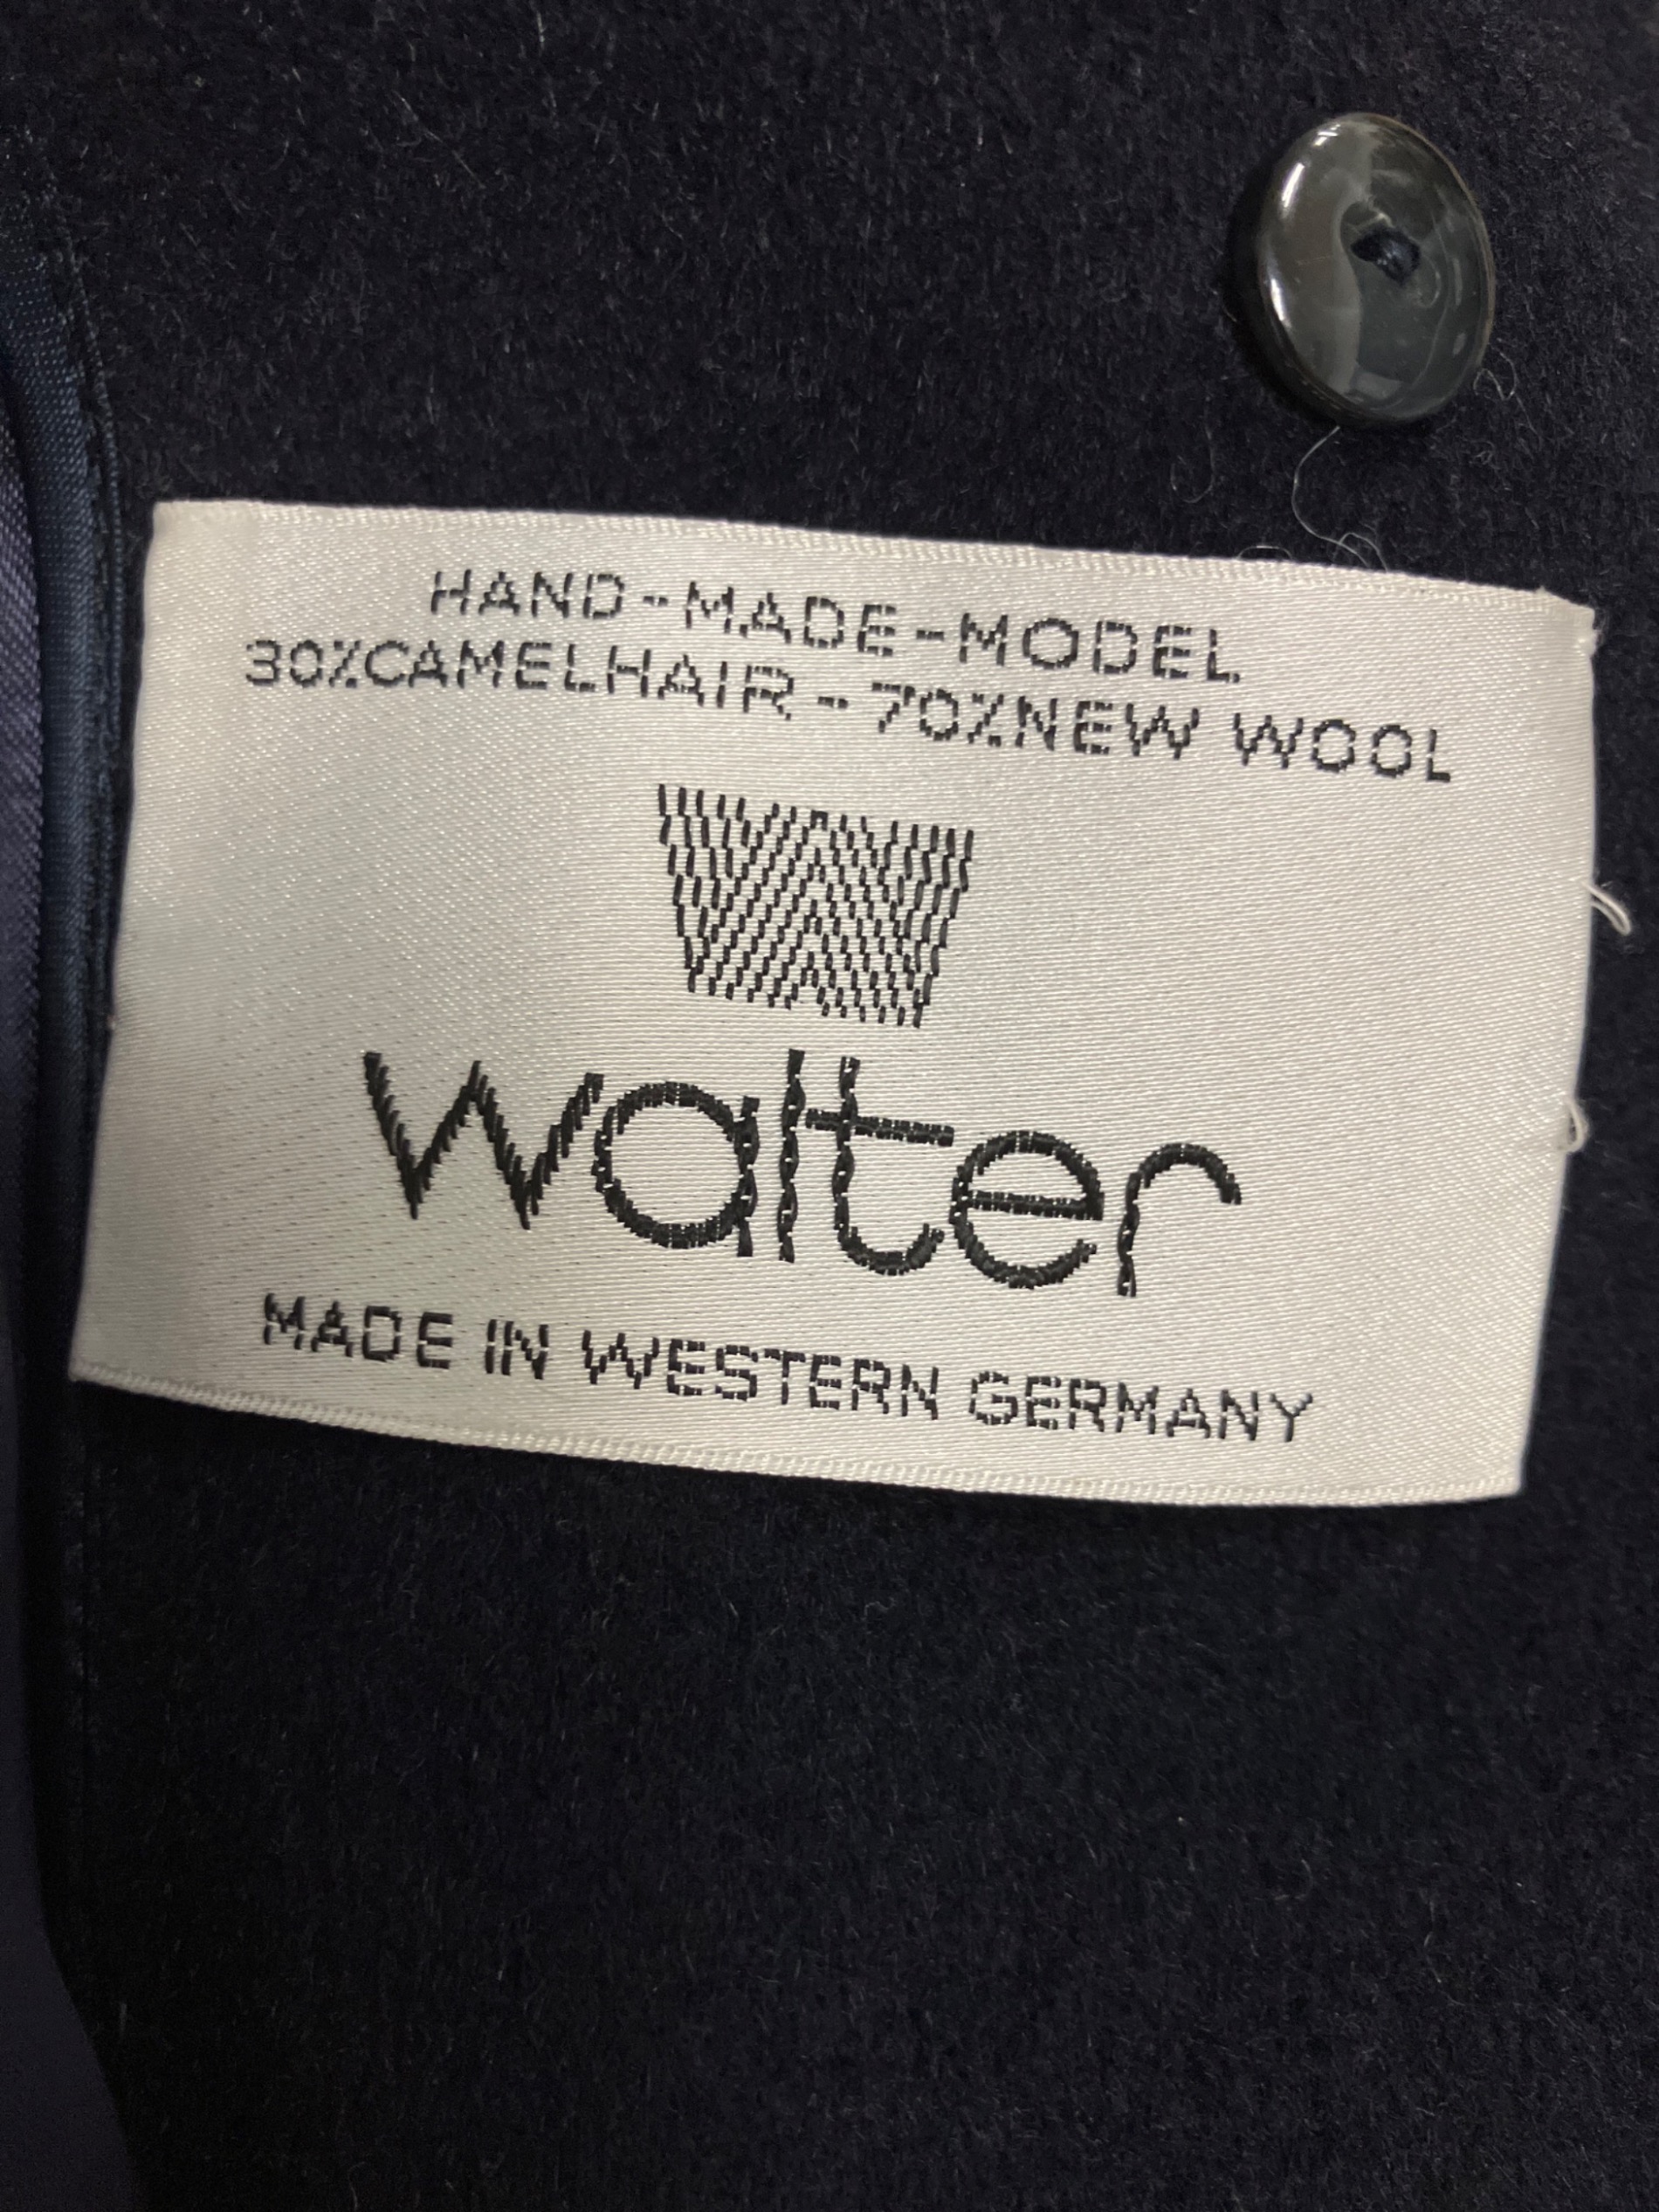 HAND-MADE-MODEL
30%CAMELHAIR-70%NEW WOOL
walter
MADE IN WESTERN GERMANY